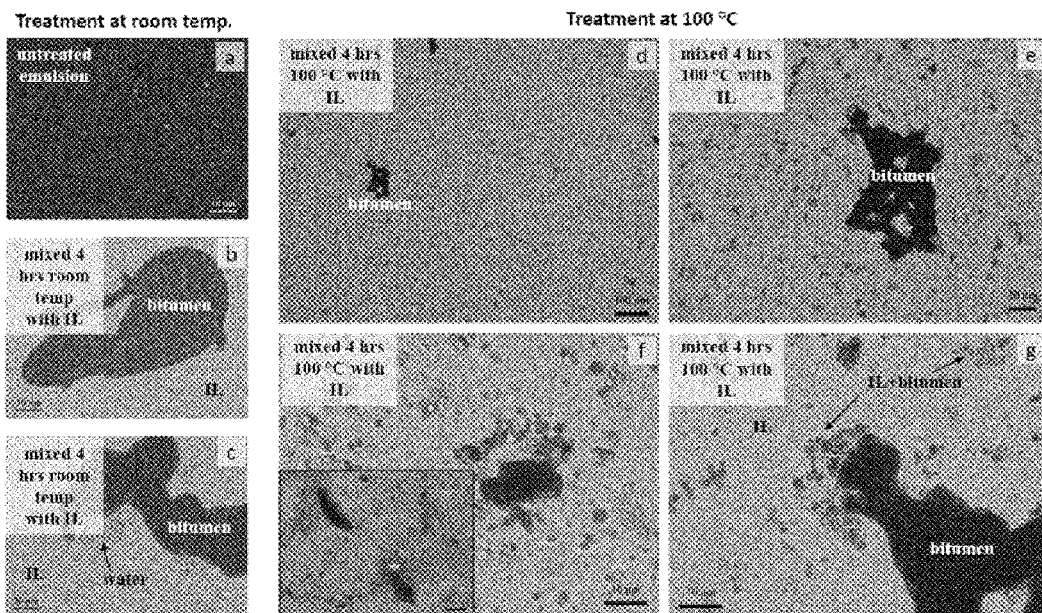 Treatment at room temp.
Treatment at 100 °C
untreated
emulsion
a
mixed 4
hrs room
temp
with IL
b
bitumen
IL
mixed 4
hrs room
temp
with IL
c
bitumen
IL
water
mixed 4 hrs
100 °C with
IL
d
bitumen
100 µm
mixed 4 hrs
100 °C with
IL
e
bitumen
mixed 4 hrs
100 °C with
IL
f
mixed 4 hrs
100 °C with
IL
g
IL+bitumen
IL
bitumen